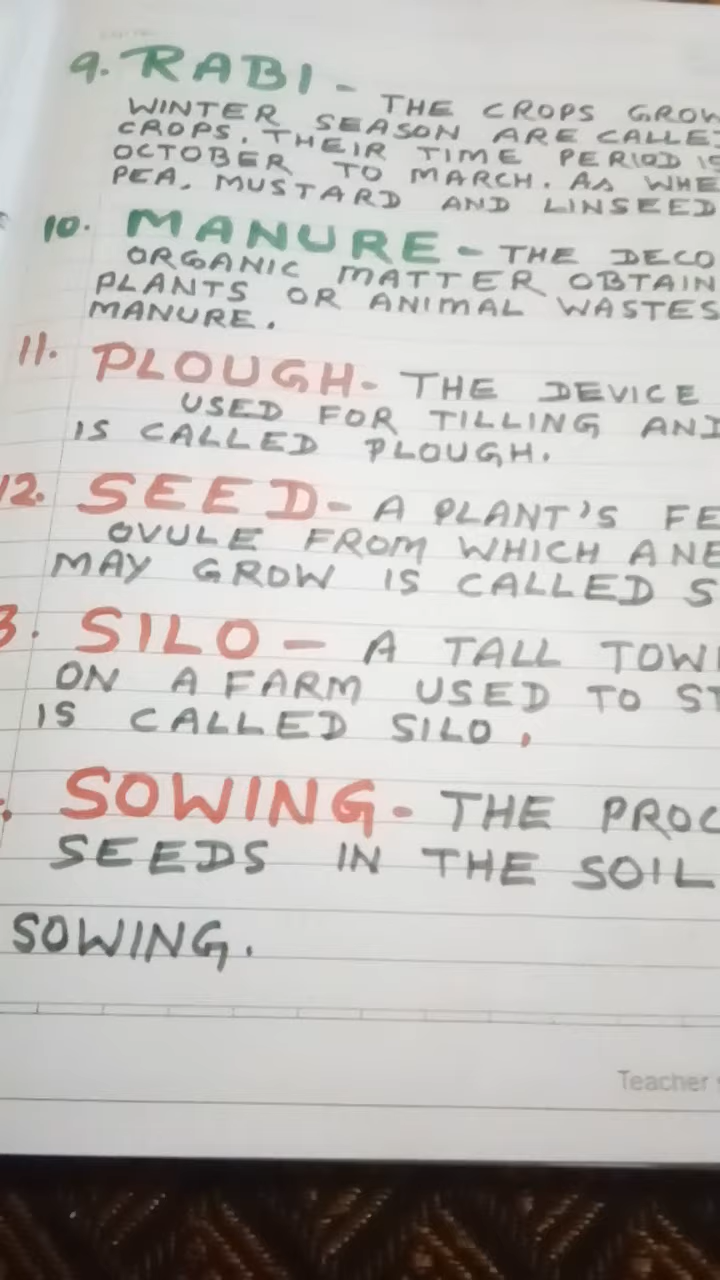 9. RABI - THE CROPS GROW
WINTER SEASON ARE CALLE
CROPS. THEIR TIME PERIOD IS
OCTOBER TO MARCH. AS WHE
PEA, MUSTARD AND LINSEED
10. MANURE - THE DECO
ORGANIC MATTER OBTAIN
PLANTS OR ANIMAL WASTES
MANURE.
11. PLOUGH - THE DEVICE
USED FOR TILLING AND
IS CALLED PLOUGH.
12. SEED - A PLANT'S FE
OVULE FROM WHICH A NE
MAY GROW IS CALLED S
3. SILO - A TALL TOW
ON A FARM USED TO ST
IS CALLED SILO.
. SOWING - THE PROC
SEEDS IN THE SOIL
SOWING.
Teacher